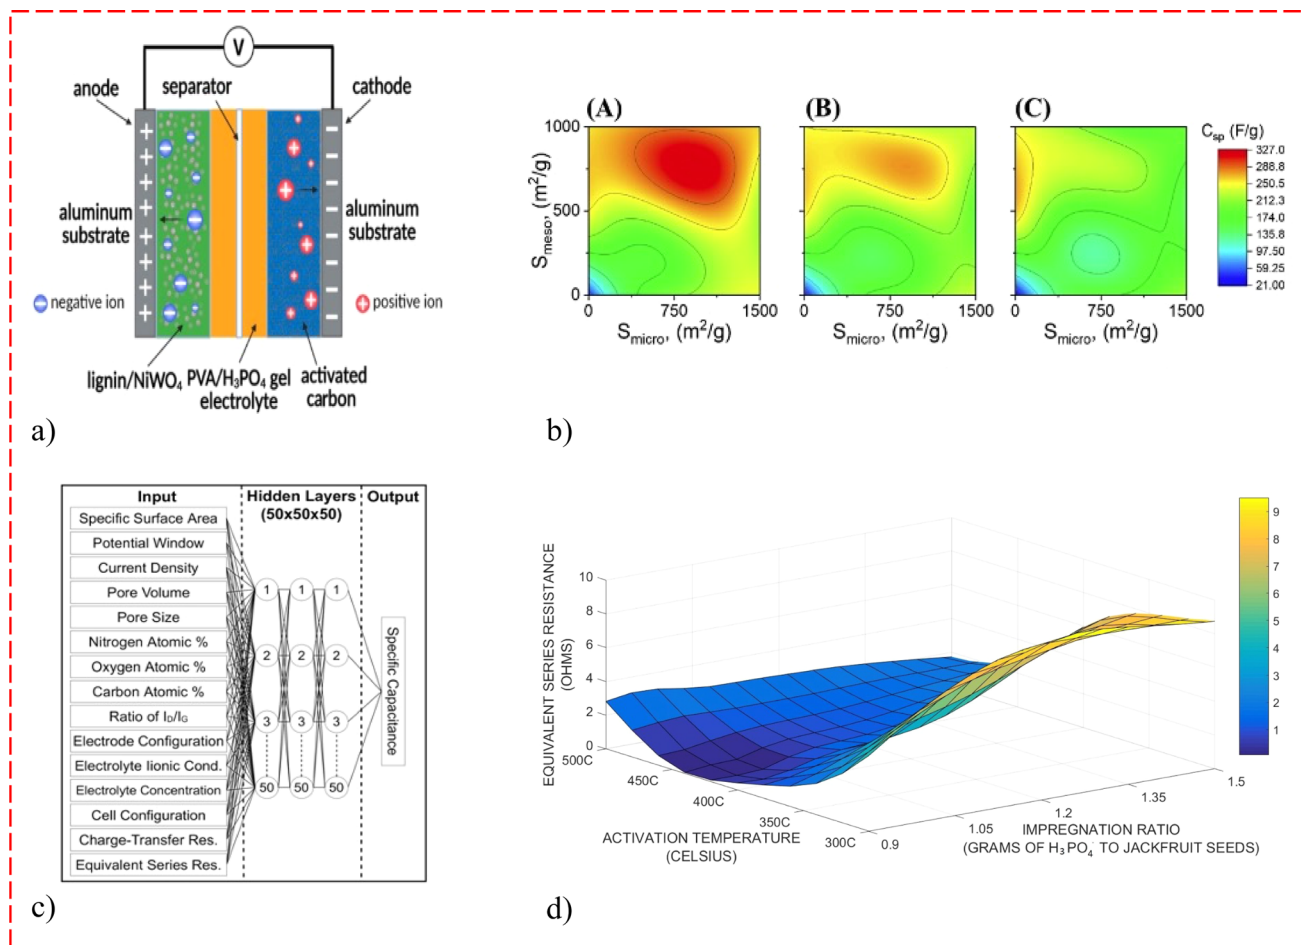 V
anode
separator
cathode
aluminum
substrate
aluminum
substrate
negative ion
positive ion
lignin/NiWO₄
PVA/H₃PO₄ gel
electrolyte
activated
carbon
a)
(A)
(B)
(C)
S_meso, (m²/g)
1000
500
0
0
750
1500
S_micro, (m²/g)
0
750
1500
S_micro, (m²/g)
0
750
1500
S_micro, (m²/g)
C_sp (F/g)
327.0
288.8
250.5
212.3
174.0
135.8
97.50
59.25
21.00
b)
Input
Hidden Layers
(50x50x50)
Output
Specific Surface Area
Potential Window
Current Density
Pore Volume
Pore Size
Nitrogen Atomic %
Oxygen Atomic %
Carbon Atomic %
Ratio of I_D/I_G
Electrode Configuration
Electrolyte Iionic Cond.
Electrolyte Concentration
Cell Configuration
Charge-Transfer Res.
Equivalent Series Res.
1 1 1
2 2 2
3 3 3
50 50 50
Specific Capacitance
c)
EQUIVALENT SERIES RESISTANCE
(OHMS)
10
8
6
4
2
0
500C
450C
400C
350C
300C
ACTIVATION TEMPERATURE
(CELSIUS)
0.9
1.05
1.2
1.35
1.5
IMPREGNATION RATIO
(GRAMS OF H₃PO₄ TO JACKFRUIT SEEDS)
9
8
7
6
5
4
3
2
1
d)